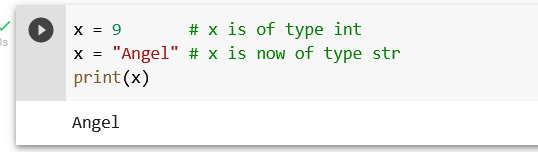 x = 9       # x is of type int
x = "Angel" # x is now of type str
print(x)
Angel